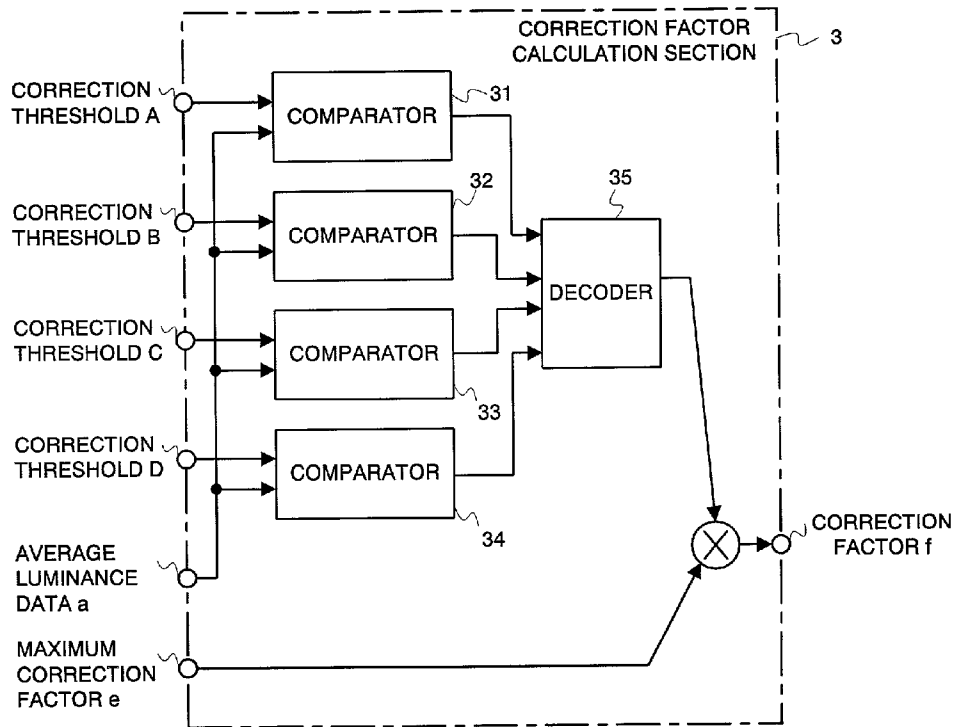 CORRECTION FACTOR
CALCULATION SECTION
3
CORRECTION
THRESHOLD A
COMPARATOR
31
CORRECTION
THRESHOLD B
COMPARATOR
32
35
DECODER
CORRECTION
THRESHOLD C
COMPARATOR
33
CORRECTION
THRESHOLD D
COMPARATOR
34
AVERAGE
LUMINANCE
DATA a
CORRECTION
FACTOR f
MAXIMUM
CORRECTION
FACTOR e